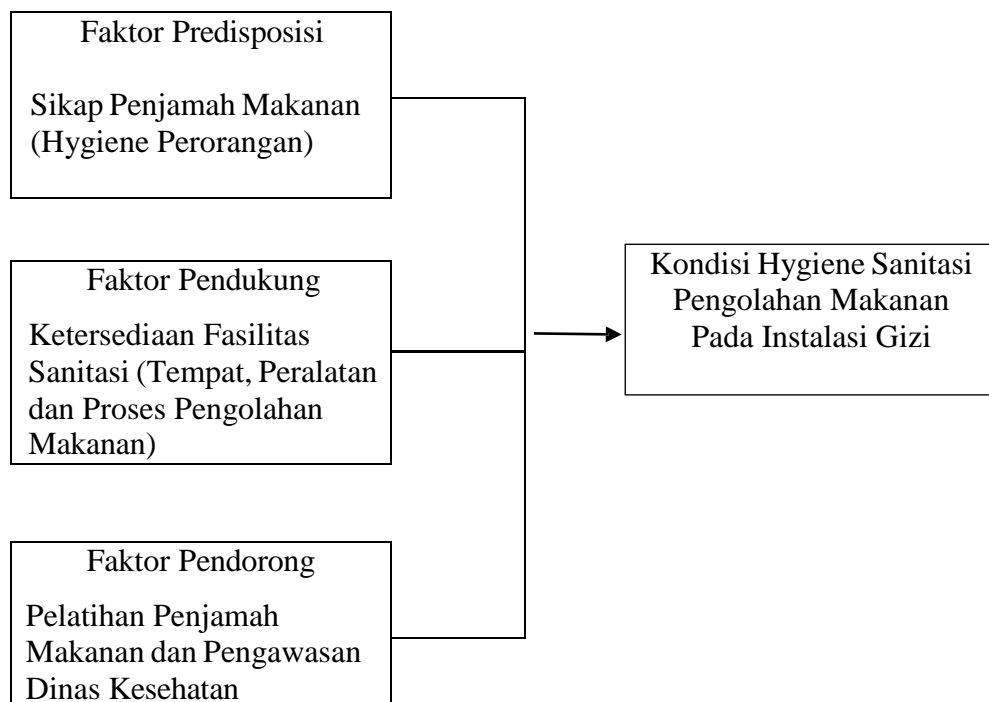 Faktor Predisposisi
Sikap Penjamah Makanan
(Hygiene Perorangan)
Faktor Pendukung
Ketersediaan Fasilitas
Sanitasi (Tempat, Peralatan
dan Proses Pengolahan
Makanan)
Faktor Pendorong
Pelatihan Penjamah
Makanan dan Pengawasan
Dinas Kesehatan
Kondisi Hygiene Sanitasi
Pengolahan Makanan
Pada Instalasi Gizi